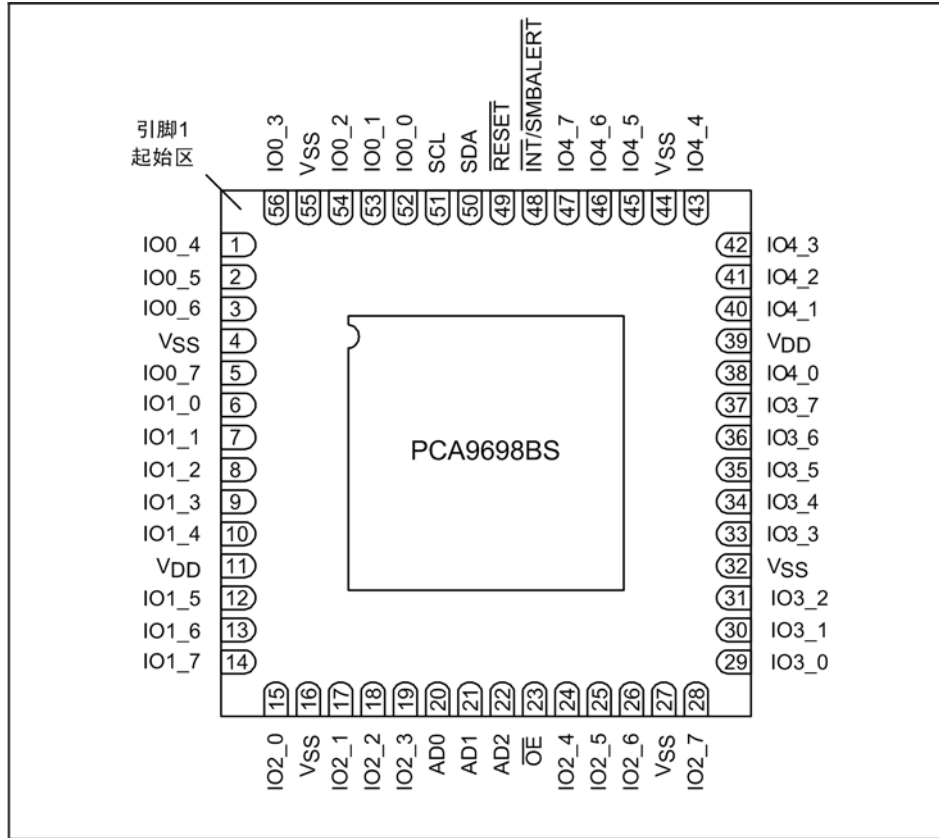 引脚1
起始区
IO0_3
VSS
IO0_2
IO0_1
IO0_0
SCL
SDA
RESET
INT/SMBALERT
IO4_7
IO4_6
IO4_5
VSS
IO4_4
56 55 54 53 52 51 50 49 48 47 46 45 44 43
IO0_4 1
IO0_5 2
IO0_6 3
VSS 4
IO0_7 5
IO1_0 6
IO1_1 7
IO1_2 8
IO1_3 9
IO1_4 10
VDD 11
IO1_5 12
IO1_6 13
IO1_7 14
PCA9698BS
42 IO4_3
41 IO4_2
40 IO4_1
39 VDD
38 IO4_0
37 IO3_7
36 IO3_6
35 IO3_5
34 IO3_4
33 IO3_3
32 VSS
31 IO3_2
30 IO3_1
29 IO3_0
15 16 17 18 19 20 21 22 23 24 25 26 27 28
IO2_0
VSS
IO2_1
IO2_2
IO2_3
AD0
AD1
AD2
OE
IO2_4
IO2_5
IO2_6
VSS
IO2_7